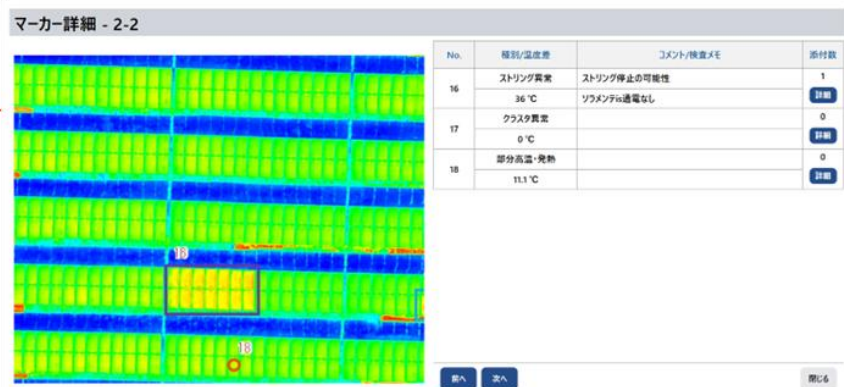 マーカー詳細 - 2-2
No. 種別/温度差 コメント/検査メモ 添付数
16 ストリング異常 ストリング停止の可能性 1
36 ℃ ソラメンテis通電なし 詳細
17 クラスタ異常 0
0 ℃ 詳細
18 部分高温・発熱 0
11.1 ℃ 詳細
16
18
前へ 次へ 閉じる